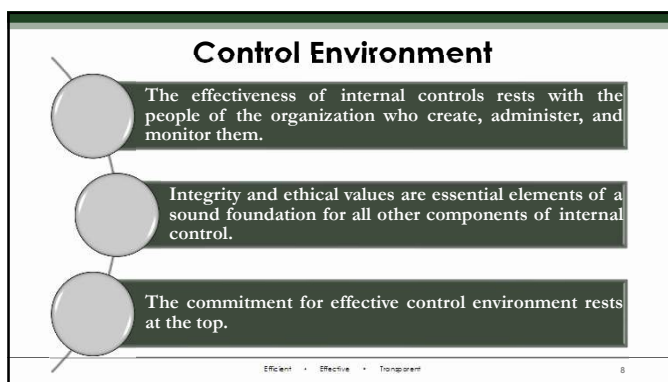 Control Environment
The effectiveness of internal controls rests with the
people of the organization who create, administer, and
monitor them.
Integrity and ethical values are essential elements of a
sound foundation for all other components of internal
control.
The commitment for effective control environment rests
at the top.
Efficient • Effective • Transparent
8